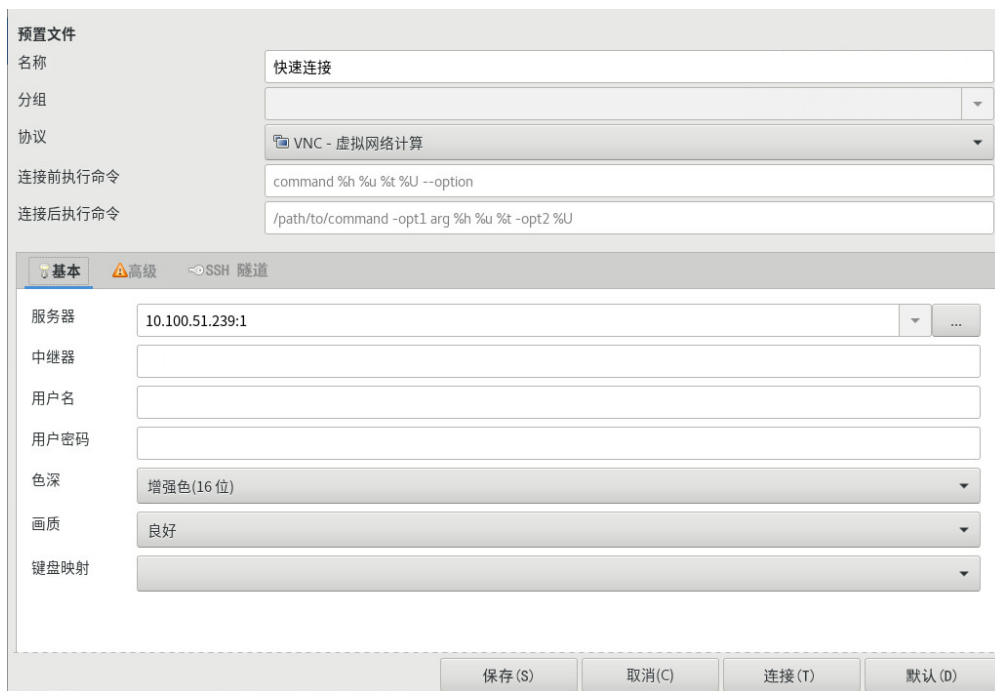 预置文件
名称
快速连接
分组
协议
VNC - 虚拟网络计算
连接前执行命令
command %h %u %t %U --option
连接后执行命令
/path/to/command -opt1 arg %h %u %t -opt2 %U
基本 高级 SSH 隧道
服务器
10.100.51.239:1
...
中继器
用户名
用户密码
色深
增强色(16 位)
画质
良好
键盘映射
保存(S) 取消(C) 连接(T) 默认(D)